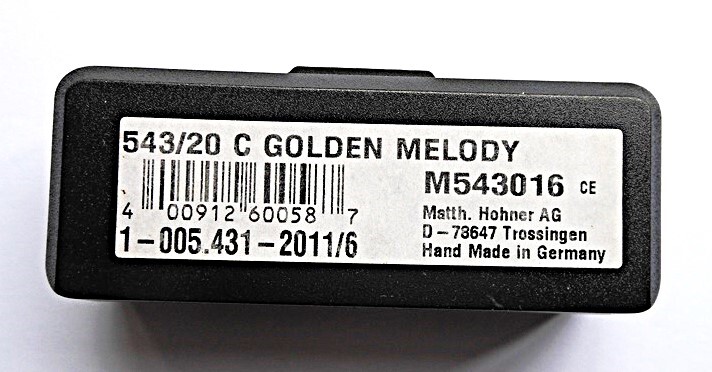 543/20 C GOLDEN MELODY
M543016 CE
4 00912 60058 7
Matth. Hohner AG
D-78647 Trossingen
1-005.431-2011/6
Hand Made in Germany